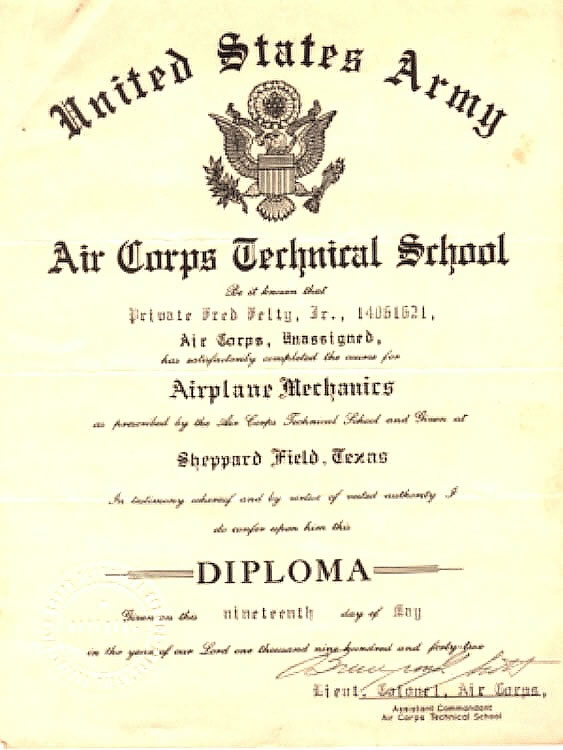 United States Army
Air Corps Technical School
Be it known that
Private Fred Felty, Jr., 14061621,
Air Corps, Unassigned,
has satisfactorily completed the course for
Airplane Mechanics
as prescribed by the Air Corps Technical School and Given at
Sheppard Field, Texas
In testimony whereof and by virtue of vested authority I
do confer upon him this
DIPLOMA
Given on this nineteenth day of May
in the year of our Lord one thousand nine hundred and forty-two
Lieut. Colonel, Air Corps,
Assistant Commandant
Air Corps Technical School